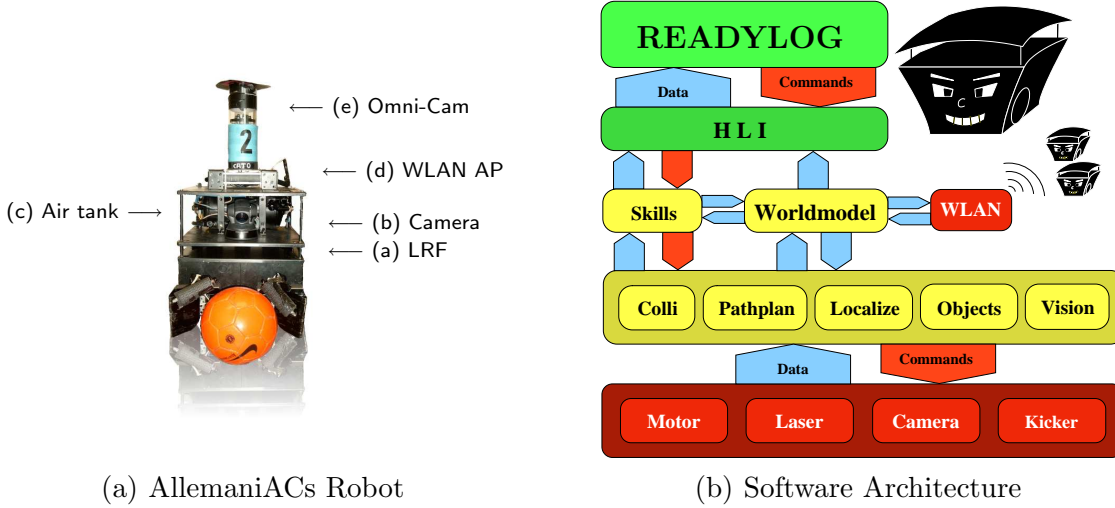 (e) Omni-Cam
2
(d) WLAN AP
(c) Air tank
(b) Camera
(a) LRF
(a) AllemaniACs Robot
READYLOG
Data
Commands
H L I
Skills
Worldmodel
WLAN
Colli
Pathplan
Localize
Objects
Vision
Data
Commands
Motor
Laser
Camera
Kicker
(b) Software Architecture